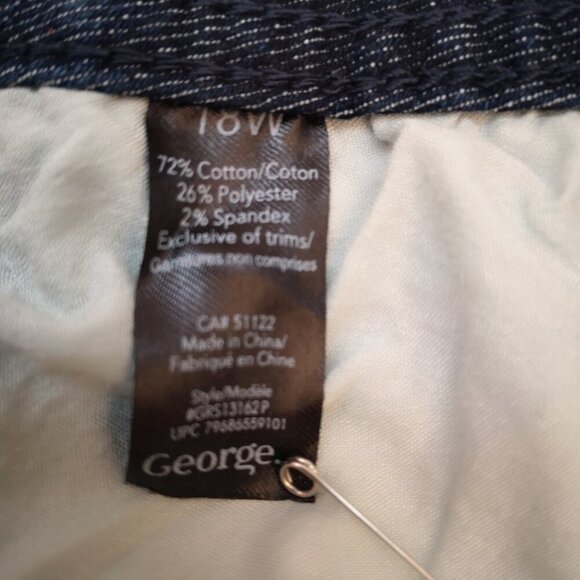 18W
72% Cotton/Coton
26% Polyester
2% Spandex
Exclusive of trims/
Garnitures non comprises
CA# 51122
Made in China/
Fabriqué en Chine
Style/Modèle
#GRS13162P
UPC 79686559101
George.